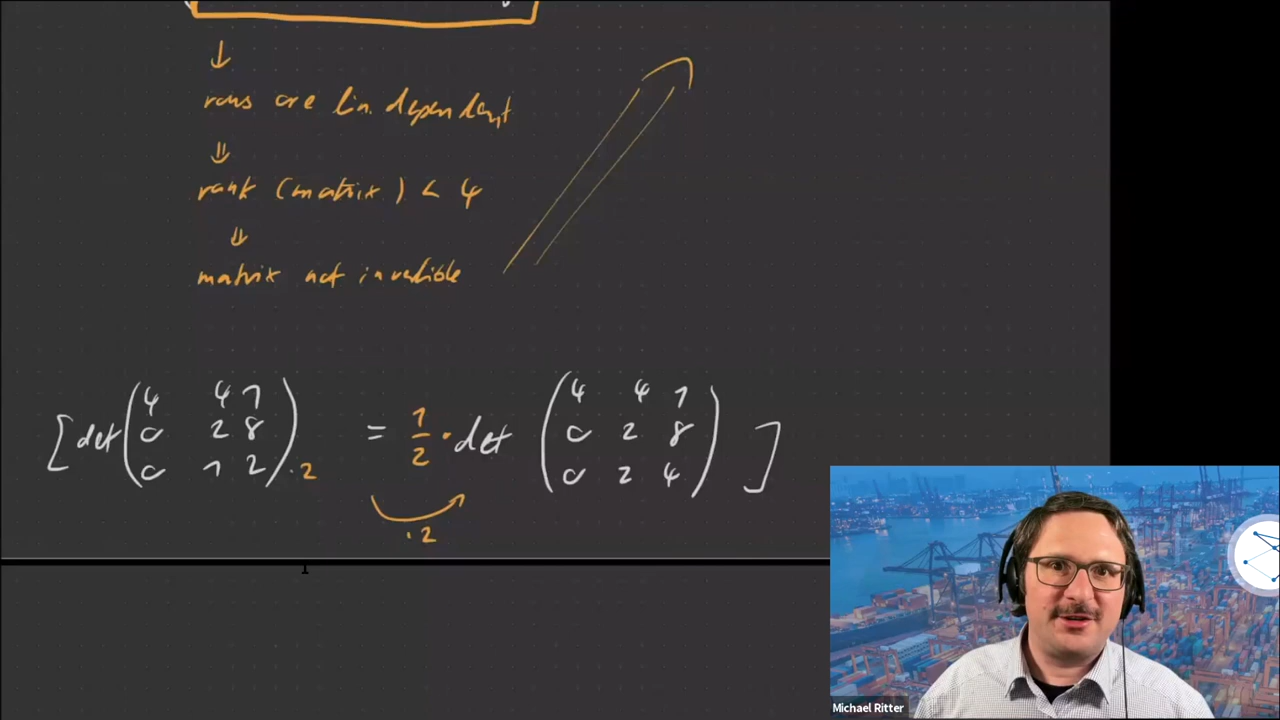 ↓
rows are lin. dependent
⇓
rank (matrix) < 4
⇓
matrix not invertible
[det(4 4 1 = 1/2 · det (4 4 1
0 2 8 0 2 8
0 1 2) ·2 0 2 4) ]
·2
Michael Ritter